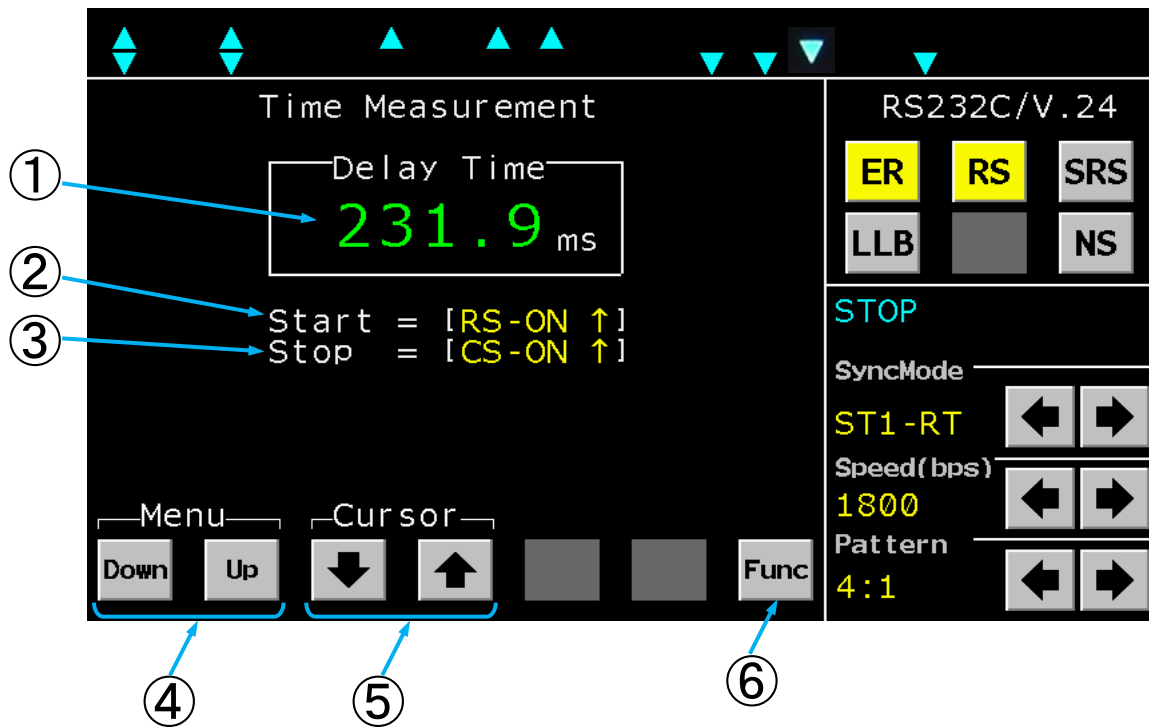 Time Measurement
Delay Time
231.9 ms
Start = [RS-ON ↑]
Stop = [CS-ON ↑]
Menu
Cursor
Down
Up
Func
RS232C/V.24
ER
RS
SRS
LLB
NS
STOP
SyncMode
ST1-RT
Speed(bps)
1800
Pattern
4:1
①
②
③
④
⑤
⑥